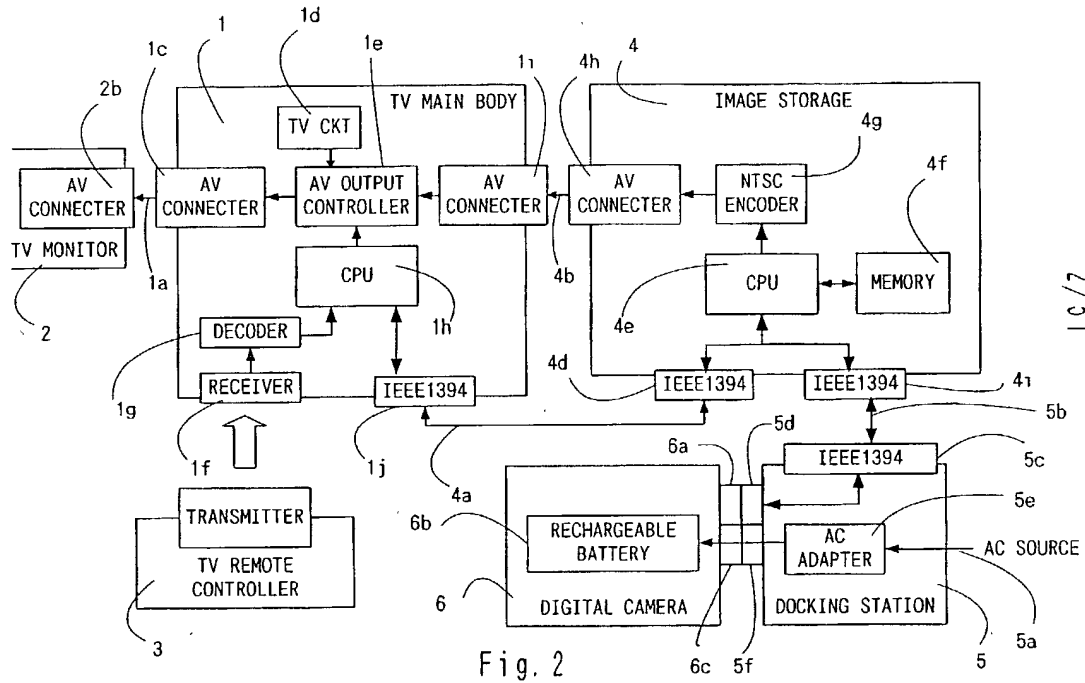 1d
1
1e
1c
2b
TV MAIN BODY
1i
4h
4
IMAGE STORAGE
4g
4f
TV CKT
AV
CONNECTER
AV
CONNECTER
AV OUTPUT
CONTROLLER
AV
CONNECTER
AV
CONNECTER
NTSC
ENCODER
TV MONITOR
1a
2
CPU
1h
4b
4e
CPU
MEMORY
DECODER
1g
RECEIVER
1f
IEEE1394
1j
4a
4d
IEEE1394
IEEE1394
4i
5b
5d
6a
IEEE1394
5c
TRANSMITTER
TV REMOTE
CONTROLLER
3
6b
RECHARGEABLE
BATTERY
6
DIGITAL CAMERA
AC
ADAPTER
5e
AC SOURCE
DOCKING STATION
5a
5
6c
5f
Fig. 2